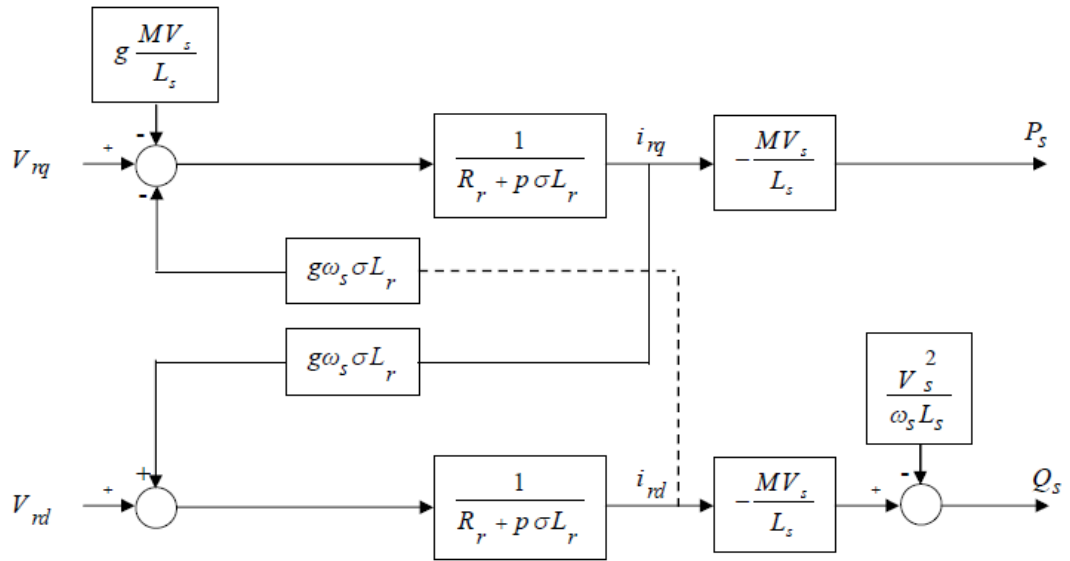 g MV_s / L_s
-
V_rq + 1 / (R_r + p σL_r) i_rq -MV_s / L_s P_s
-
gω_s σL_r
gω_s σL_r
V_s^2 / ω_s L_s
+ -
V_rd + 1 / (R_r + p σL_r) i_rd -MV_s / L_s + Q_s